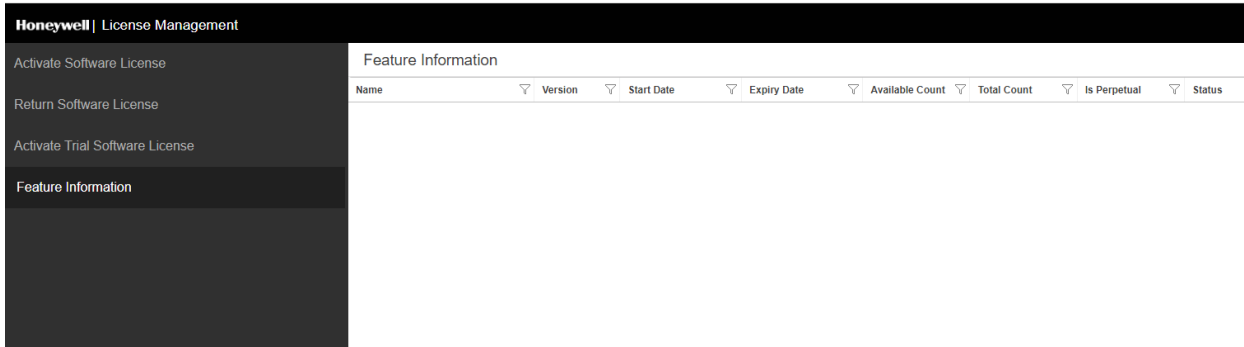 Honeywell | License Management
Activate Software License
Return Software License
Activate Trial Software License
Feature Information
Feature Information
Name Version Start Date Expiry Date Available Count Total Count Is Perpetual Status